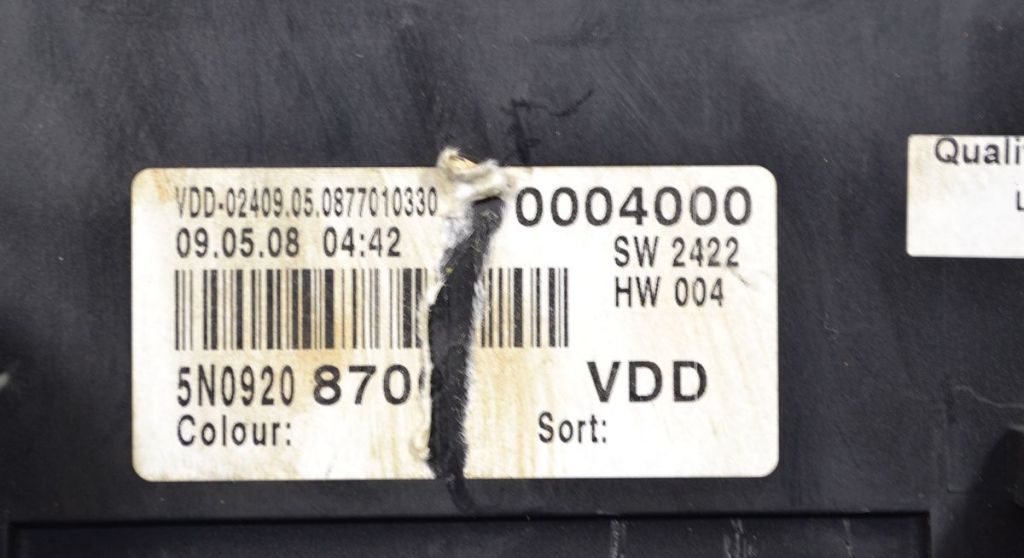 VDD-02409.05.0877010330 0004000
09.05.08 04:42 SW 2422
HW 004
5N0920 870 VDD
Colour: Sort: